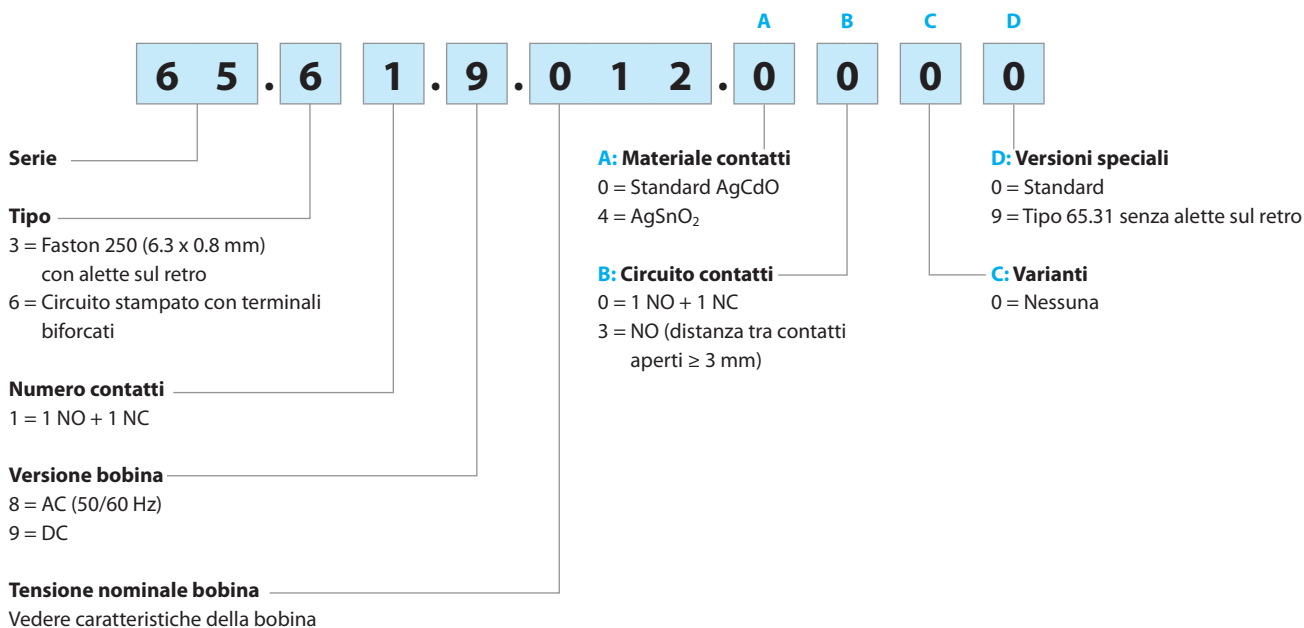 A B C D
6 5 . 6 1 . 9 . 0 1 2 . 0 0 0 0
Serie
Tipo
3 = Faston 250 (6.3 x 0.8 mm)
con alette sul retro
6 = Circuito stampato con terminali
biforcati
Numero contatti
1 = 1 NO + 1 NC
Versione bobina
8 = AC (50/60 Hz)
9 = DC
Tensione nominale bobina
Vedere caratteristiche della bobina
A: Materiale contatti
0 = Standard AgCdO
4 = AgSnO₂
B: Circuito contatti
0 = 1 NO + 1 NC
3 = NO (distanza tra contatti
aperti ≥ 3 mm)
D: Versioni speciali
0 = Standard
9 = Tipo 65.31 senza alette sul retro
C: Varianti
0 = Nessuna